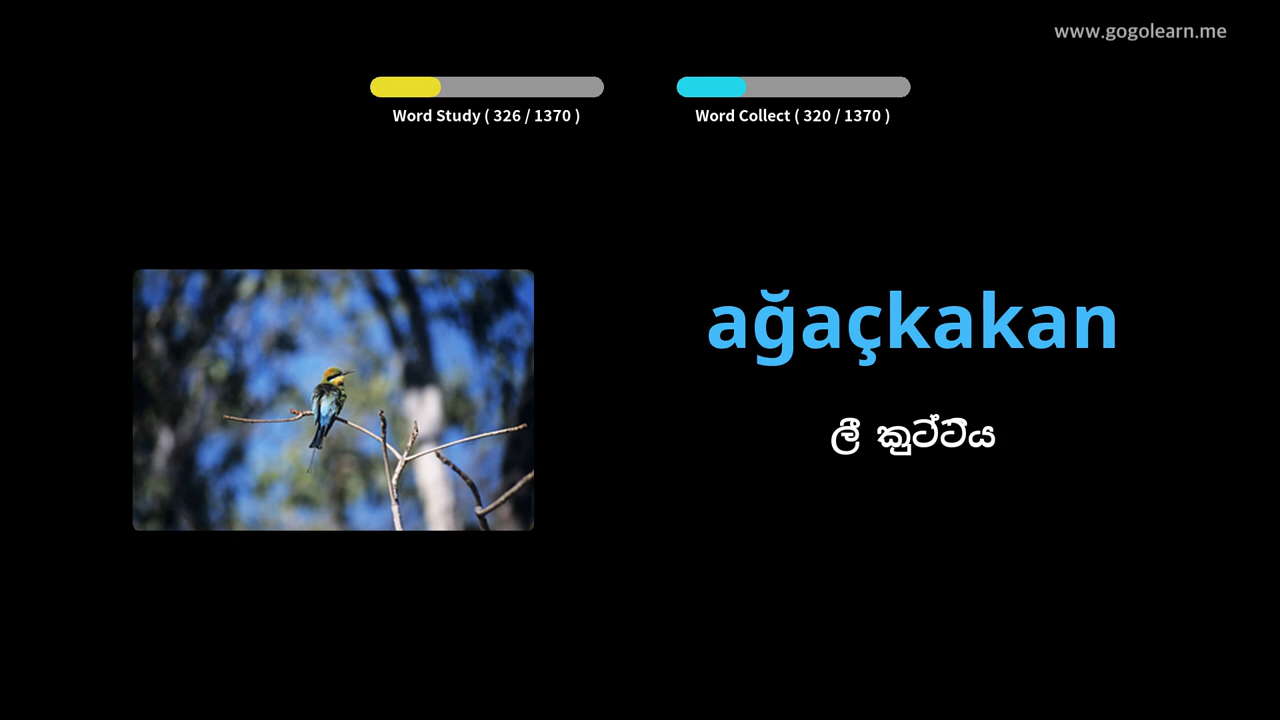 www.gogolearn.me
Word Study ( 326 / 1370 )
Word Collect ( 320 / 1370 )
ağaçkakan
ලී කුට්ටිය